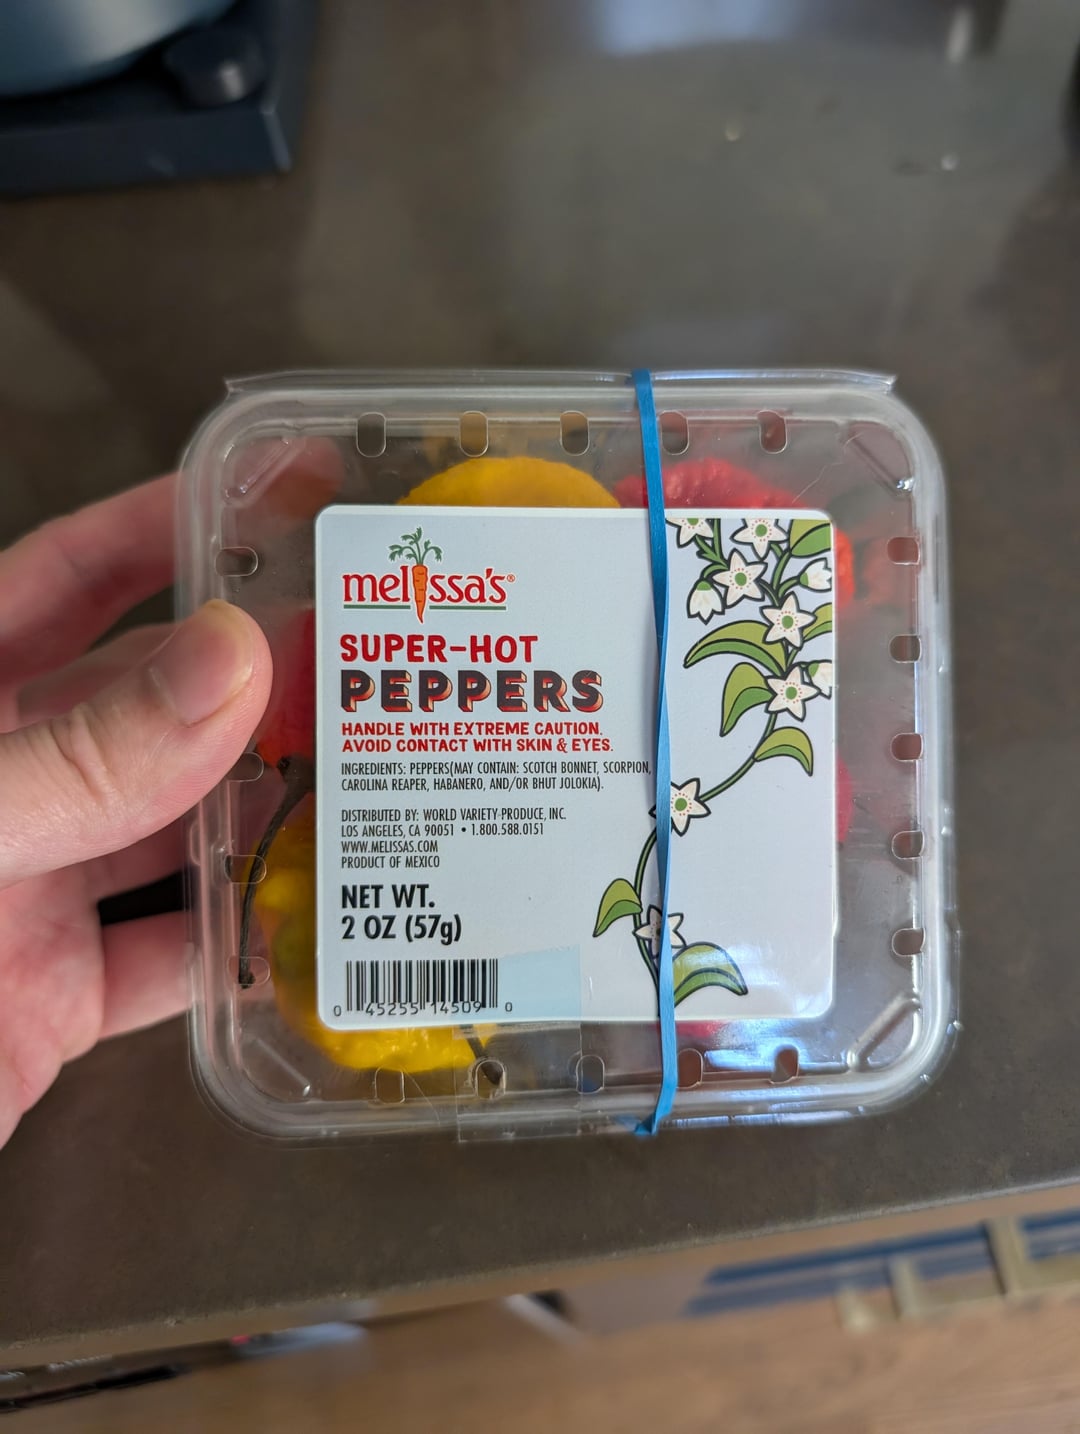 melissa's®
SUPER-HOT
PEPPERS
HANDLE WITH EXTREME CAUTION.
AVOID CONTACT WITH SKIN & EYES.
INGREDIENTS: PEPPERS(MAY CONTAIN: SCOTCH BONNET, SCORPION,
CAROLINA REAPER, HABANERO, AND/OR BHUT JOLOKIA).
DISTRIBUTED BY: WORLD VARIETY PRODUCE, INC.
LOS ANGELES, CA 90051 • 1.800.588.0151
WWW.MELISSAS.COM
PRODUCT OF MEXICO
NET WT.
2 OZ (57g)
0 45255 14509 0